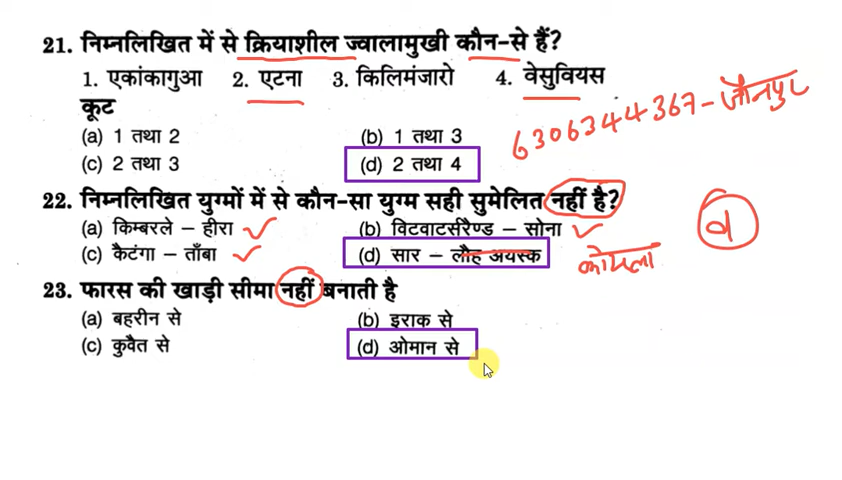 21. निम्नलिखित में से क्रियाशील ज्वालामुखी कौन-से हैं?
1. एकांकागुआ 2. एटना 3. किलिमंजारो 4. वेसुवियस
कूट
6306344367-जौनपुर
(a) 1 तथा 2 (b) 1 तथा 3
(c) 2 तथा 3 (d) 2 तथा 4
22. निम्नलिखित युग्मों में से कौन-सा युग्म सही सुमेलित नहीं है?
(a) किम्बरले – हीरा (b) विटवाटर्सरैण्ड – सोना
(c) कैटंगा – ताँबा (d) सार – लौह अयस्क कोयला
23. फारस की खाड़ी सीमा नहीं बनाती है
(a) बहरीन से (b) इराक से
(c) कुवैत से (d) ओमान से